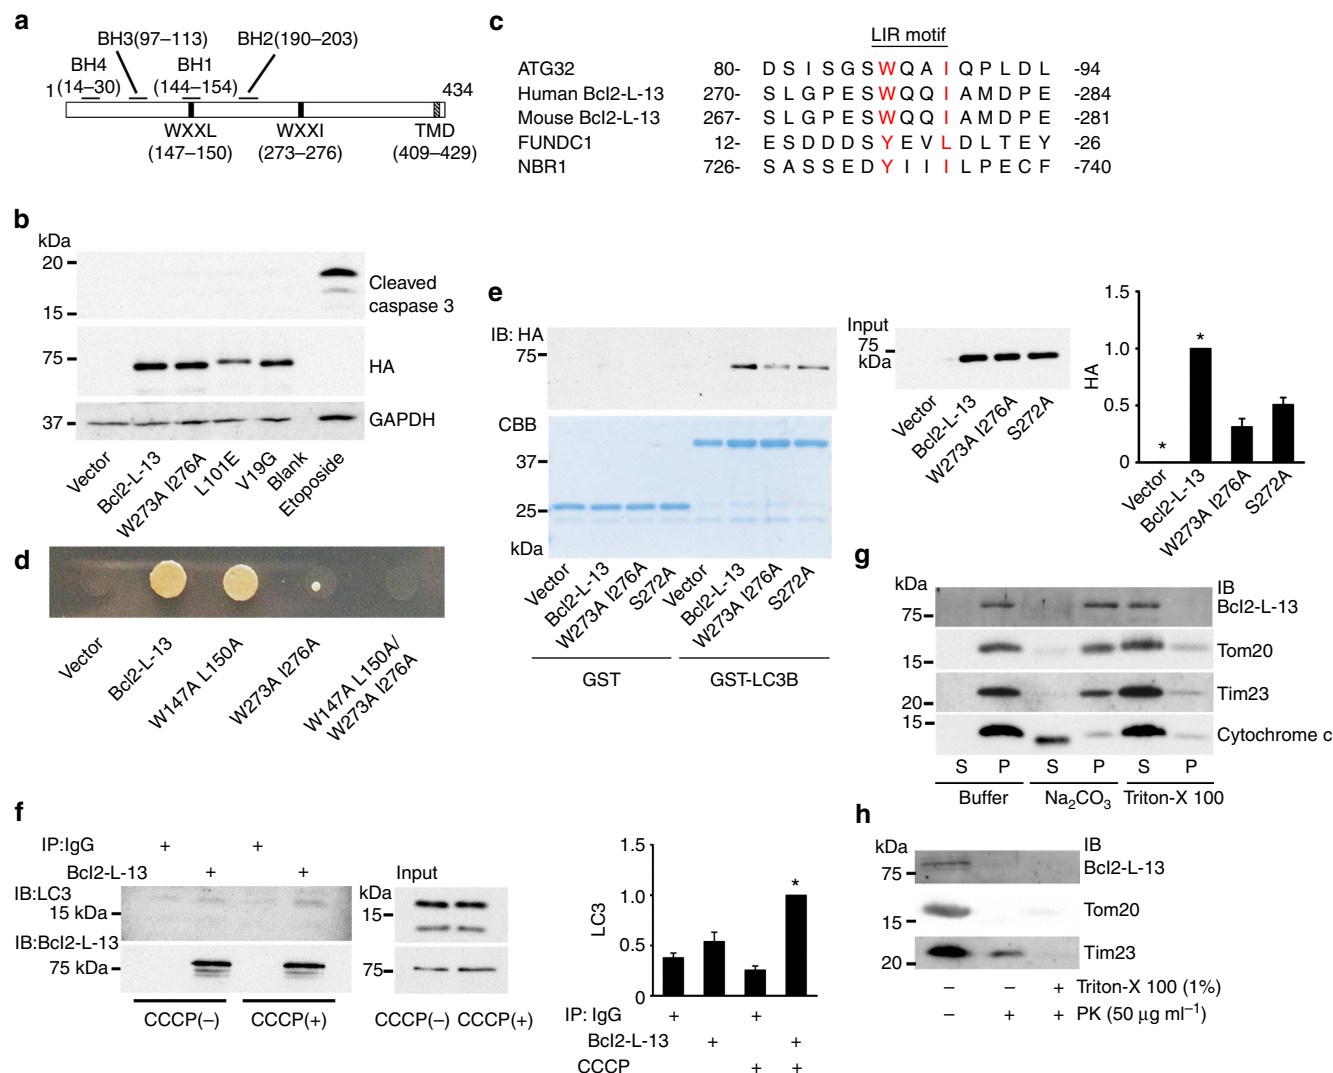 a
BH3(97–113)
BH2(190–203)
BH4
(14–30)
BH1
(144–154)
1
434
WXXL
(147–150)
WXXI
(273–276)
TMD
(409–429)
c
LIR motif
ATG32 80- D S I S G S W Q A I Q P L D L -94
Human Bcl2-L-13 270- S L G P E S W Q Q I A M D P E -284
Mouse Bcl2-L-13 267- S L G P E S W Q Q I A M D P E -281
FUNDC1 12- E S D D D S Y E V L D L T E Y -26
NBR1 726- S A S S E D Y I I I L P E C F -740
b
kDa
20
15
Cleaved
caspase 3
75
HA
37
GAPDH
Vector
Bcl2-L-13
W273A I276A
L101E
V19G
Blank
Etoposide
d
Vector
Bcl2-L-13
W147A L150A
W273A I276A
W147A L150A/
W273A I276A
e
IB: HA
75
CBB
37
25
kDa
Vector
Bcl2-L-13
W273A I276A
S272A
Vector
Bcl2-L-13
W273A I276A
S272A
GST
GST-LC3B
Input
75
kDa
Vector
Bcl2-L-13
W273A I276A
S272A
1.5
1.0
0.5
0
HA
*
*
Vector
Bcl2-L-13
W273A I276A
S272A
g
kDa
IB
75
Bcl2-L-13
15
Tom20
20
Tim23
15
Cytochrome c
S P S P S P
Buffer Na2CO3 Triton-X 100
f
IP:IgG + +
Bcl2-L-13 + +
IB:LC3
15 kDa
IB:Bcl2-L-13
75 kDa
CCCP(–) CCCP(+)
Input
kDa
15
75
CCCP(–) CCCP(+)
1.5
1.0
0.5
0
LC3
*
IP: IgG + +
Bcl2-L-13 + +
CCCP + +
h
kDa
IB
75
Bcl2-L-13
15
Tom20
20
Tim23
– – + Triton-X 100 (1%)
– + + PK (50 μg ml–1)